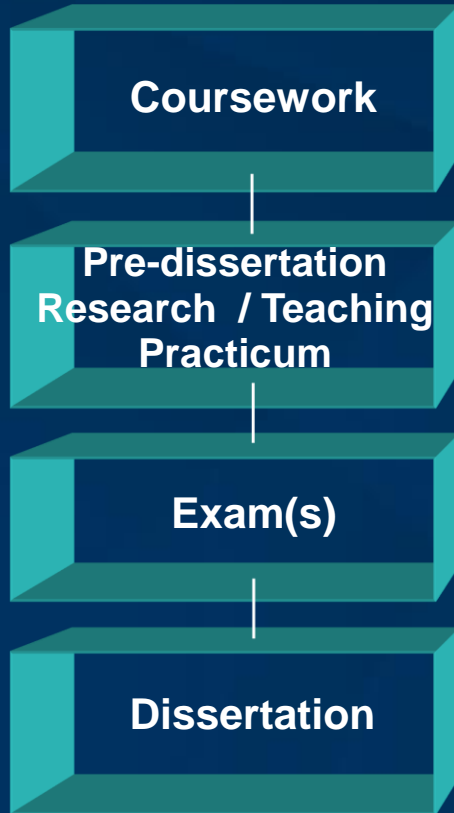 Coursework
Pre-dissertation
Research / Teaching
Practicum
Exam(s)
Dissertation